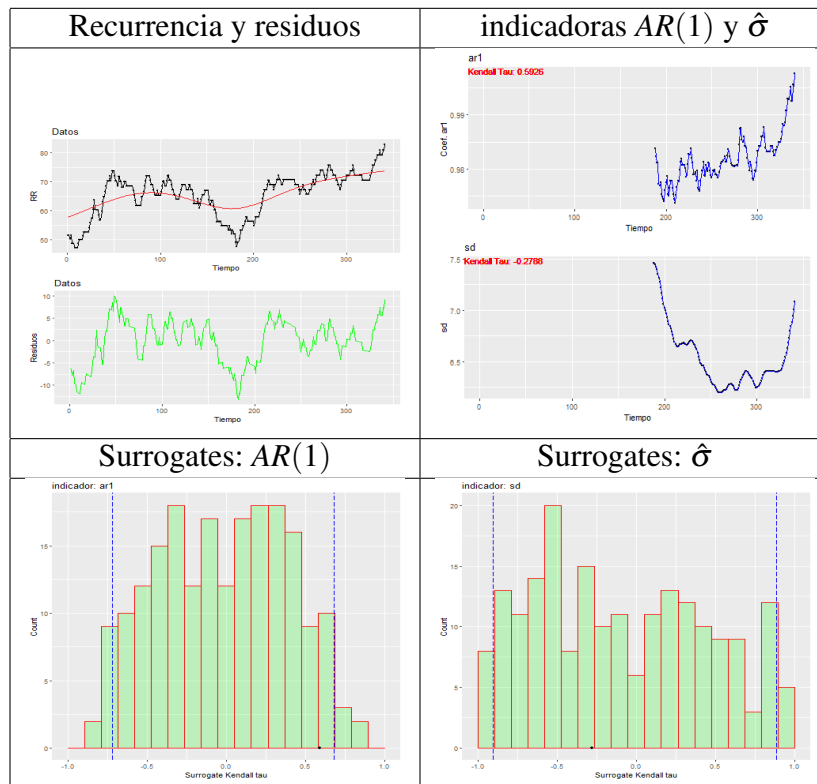 Recurrencia y residuos
indicadoras AR(1) y σ̂
Datos
RR
80
70
60
50
0
100
200
300
Tiempo
Datos
Residuos
10
5
0
-5
-10
0
100
200
300
Tiempo
ar1
Kendall Tau: 0.5926
Coef. ar1
0.99
0.98
0
100
200
300
Tiempo
sd
Kendall Tau: -0.2788
sd
7.5
7.0
6.5
0
100
200
300
Tiempo
Surrogates: AR(1)
Surrogates: σ̂
indicador: ar1
Count
15
10
5
0
-1.0
-0.5
0.0
0.5
1.0
Surrogate Kendall tau
indicador: sd
Count
20
15
10
5
0
-1.0
-0.5
0.0
0.5
1.0
Surrogate Kendall tau